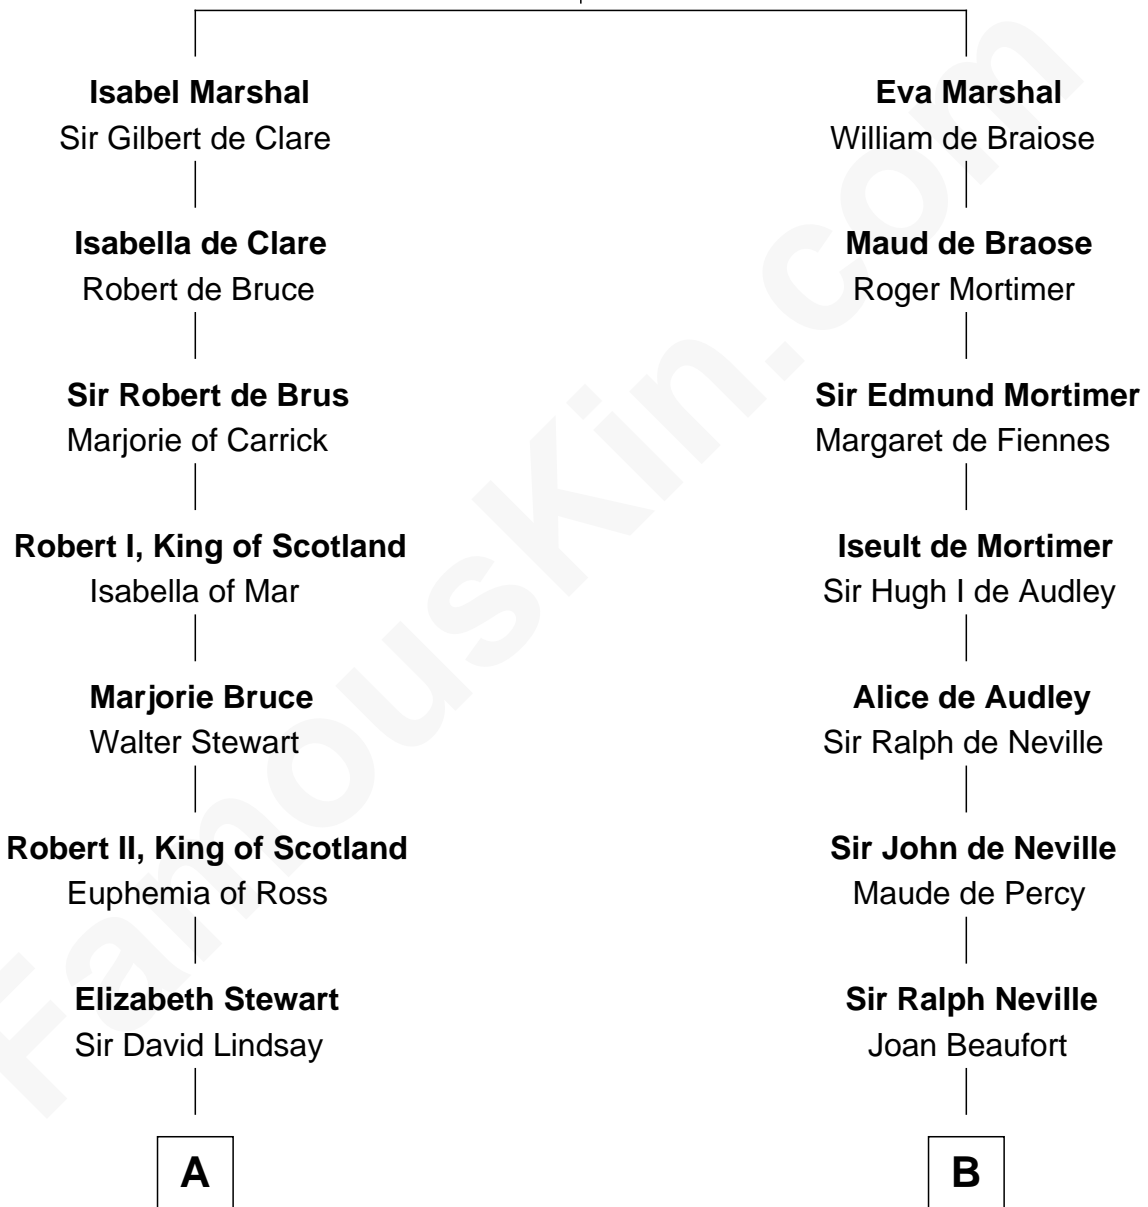 Isabel Marshal
Sir Gilbert de Clare
Isabella de Clare
Robert de Bruce
Sir Robert de Brus
Marjorie of Carrick
Robert I, King of Scotland
Isabella of Mar
Marjorie Bruce
Walter Stewart
Robert II, King of Scotland
Euphemia of Ross
Elizabeth Stewart
Sir David Lindsay
A
Eva Marshal
William de Braiose
Maud de Braose
Roger Mortimer
Sir Edmund Mortimer
Margaret de Fiennes
Iseult de Mortimer
Sir Hugh I de Audley
Alice de Audley
Sir Ralph de Neville
Sir John de Neville
Maude de Percy
Sir Ralph Neville
Joan Beaufort
B
FamousKin.com